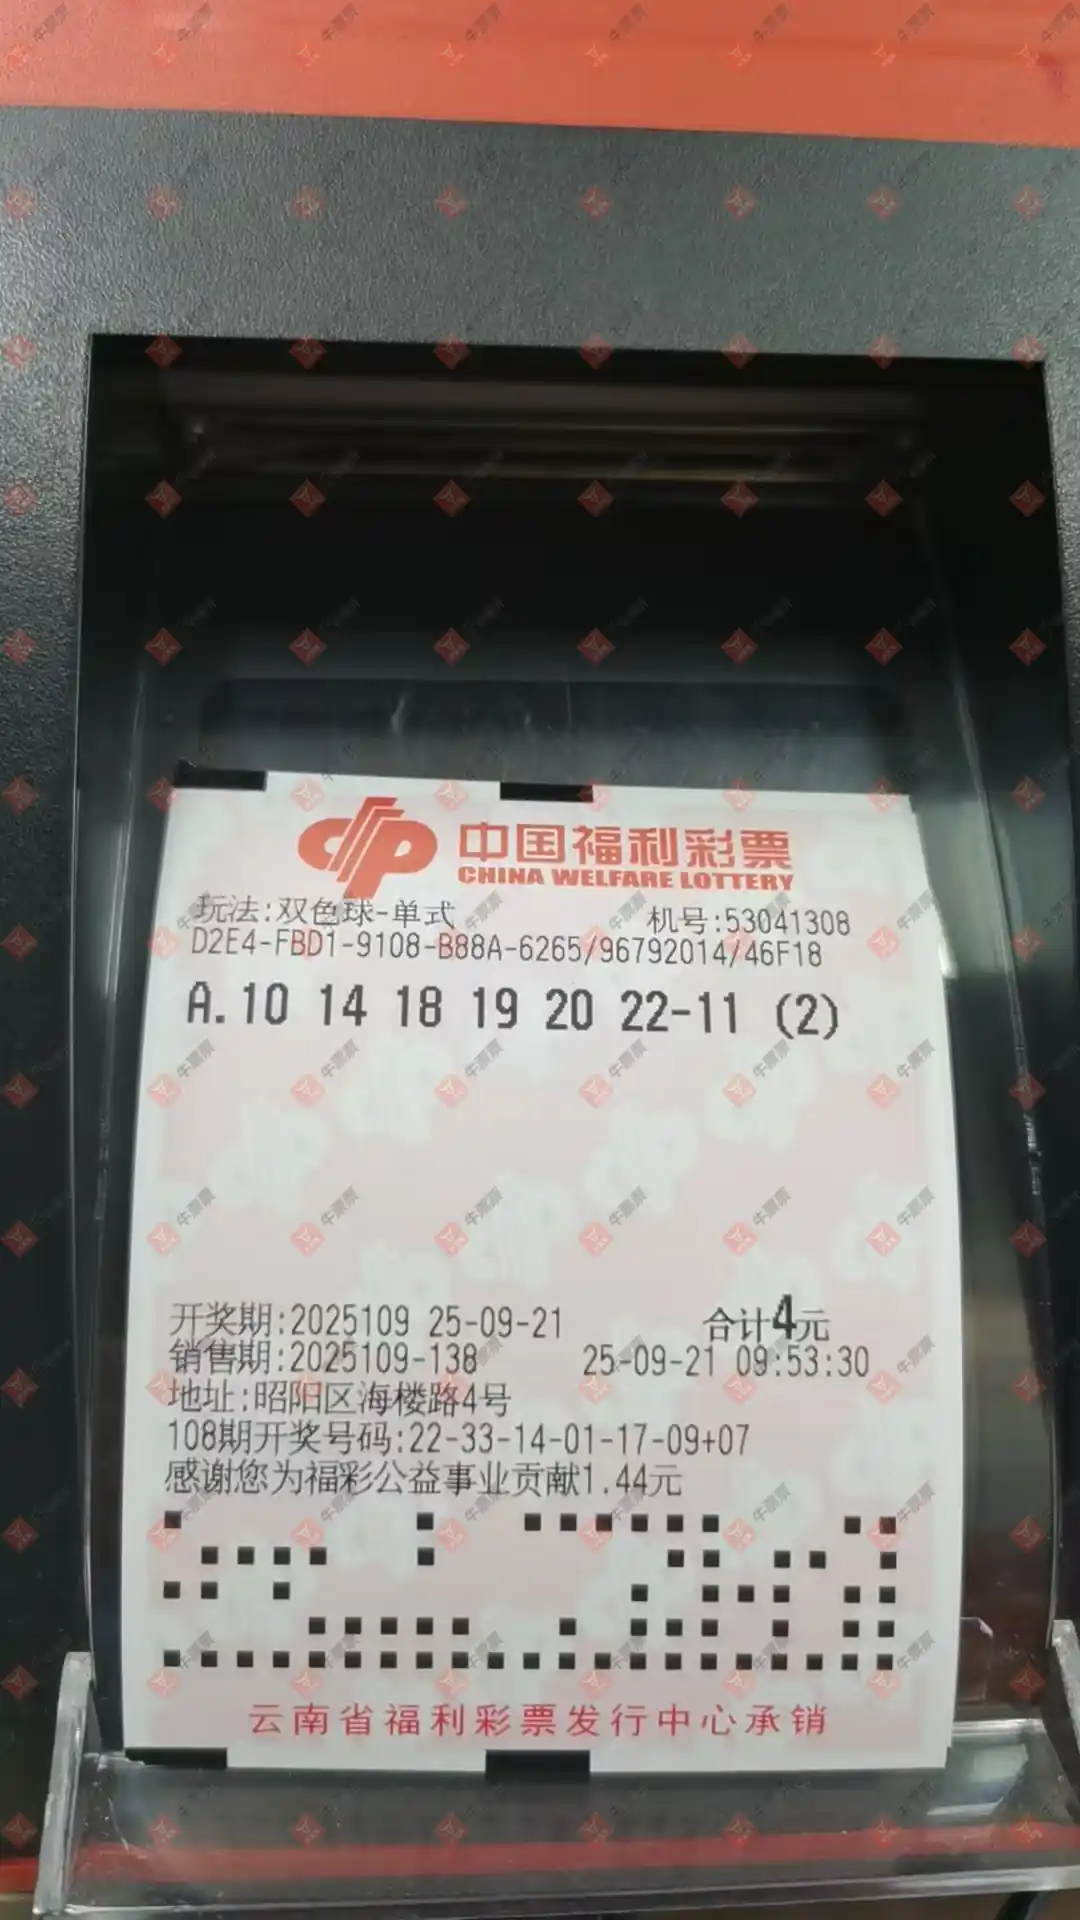 中国福利彩票
CHINA WELFARE LOTTERY
玩法:双色球-单式 机号:53041308
D2E4-FBD1-9108-B88A-6265/96792014/46F18
A.10 14 18 19 20 22-11 (2)
开奖期:2025109 25-09-21 合计4元
销售期:2025109-138 25-09-21 09:53:30
地址:昭阳区海楼路4号
108期开奖号码:22-33-14-01-17-09+07
感谢您为福彩公益事业贡献1.44元
云南省福利彩票发行中心承销
牛票票